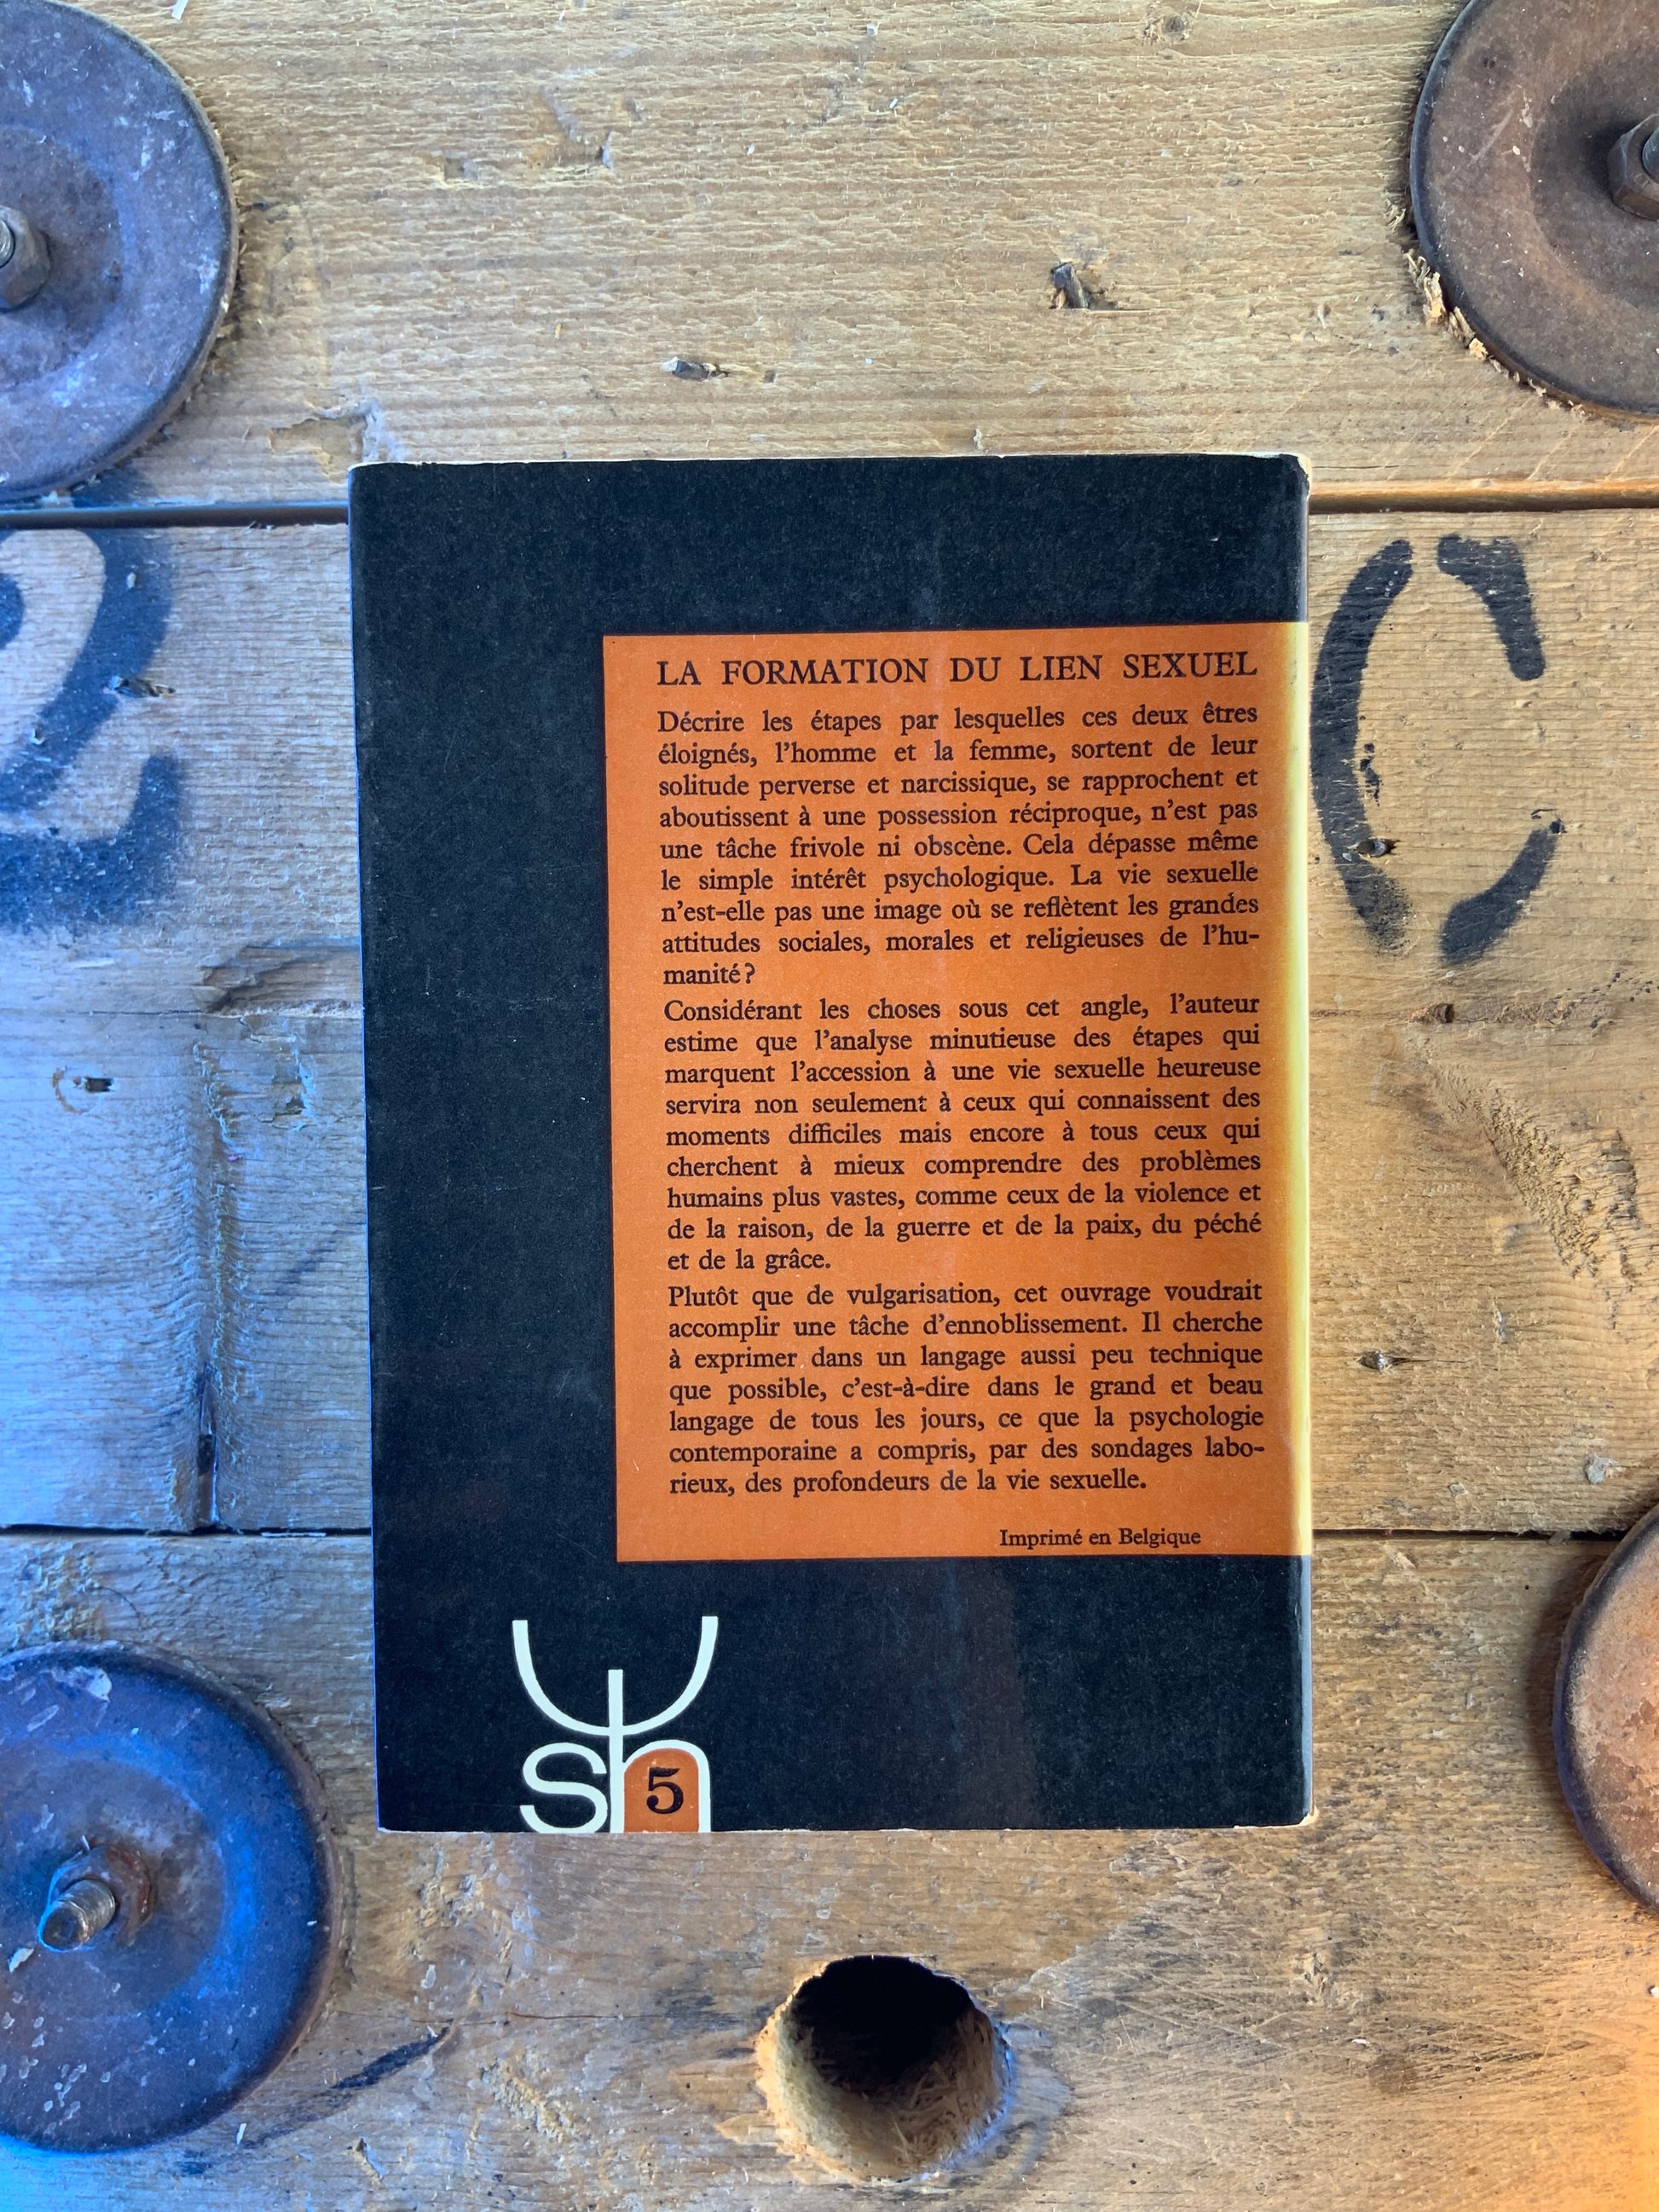 LA FORMATION DU LIEN SEXUEL
Décrire les étapes par lesquelles ces deux êtres
éloignés, l'homme et la femme, sortent de leur
solitude perverse et narcissique, se rapprochent et
aboutissent à une possession réciproque, n'est pas
une tâche frivole ni obscène. Cela dépasse même
le simple intérêt psychologique. La vie sexuelle
n'est-elle pas une image où se reflètent les grandes
attitudes sociales, morales et religieuses de l'hu-
manité?
Considérant les choses sous cet angle, l'auteur
estime que l'analyse minutieuse des étapes qui
marquent l'accession à une vie sexuelle heureuse
servira non seulement à ceux qui connaissent des
moments difficiles mais encore à tous ceux qui
cherchent à mieux comprendre des problèmes
humains plus vastes, comme ceux de la violence et
de la raison, de la guerre et de la paix, du péché
et de la grâce.
Plutôt que de vulgarisation, cet ouvrage voudrait
accomplir une tâche d'ennoblissement. Il cherche
à exprimer dans un langage aussi peu technique
que possible, c'est-à-dire dans le grand et beau
langage de tous les jours, ce que la psychologie
contemporaine a compris, par des sondages labo-
rieux, des profondeurs de la vie sexuelle.
Imprimé en Belgique
C
2
ψ
sh
5